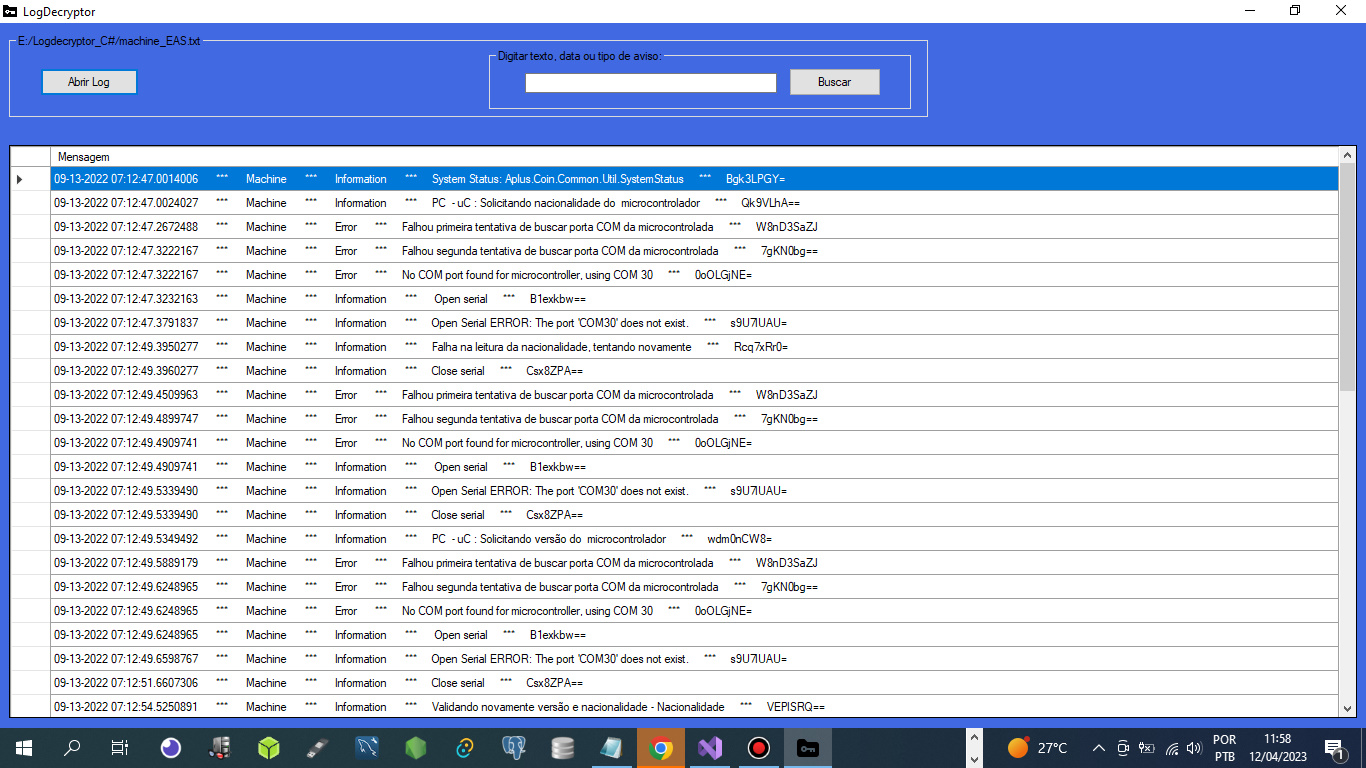 LogDecryptor
E:/Logdecryptor_C#/machine_EAS.txt
Digitar texto, data ou tipo de aviso:
Abrir Log
Buscar
Mensagem
09-13-2022 07:12:47.0014006 *** Machine *** Information *** System Status: Aplus.Coin.Common.Util.SystemStatus *** Bgk3LPGY=
09-13-2022 07:12:47.0024027 *** Machine *** Information *** PC - uC : Solicitando nacionalidade do microcontrolador *** Qk9VLhA==
09-13-2022 07:12:47.2672488 *** Machine *** Error *** Falhou primeira tentativa de buscar porta COM da microcontrolada *** W8nD3SaZJ
09-13-2022 07:12:47.3222167 *** Machine *** Error *** Falhou segunda tentativa de buscar porta COM da microcontrolada *** 7gKN0bg==
09-13-2022 07:12:47.3222167 *** Machine *** Error *** No COM port found for microcontroller, using COM 30 *** 0oOLGjNE=
09-13-2022 07:12:47.3232163 *** Machine *** Information *** Open serial *** B1exkbw==
09-13-2022 07:12:47.3791837 *** Machine *** Information *** Open Serial ERROR: The port 'COM30' does not exist. *** s9U7IUAU=
09-13-2022 07:12:49.3950277 *** Machine *** Information *** Falha na leitura da nacionalidade, tentando novamente *** Rcq7xRr0=
09-13-2022 07:12:49.3960277 *** Machine *** Information *** Close serial *** Csx8ZPA==
09-13-2022 07:12:49.4509963 *** Machine *** Error *** Falhou primeira tentativa de buscar porta COM da microcontrolada *** W8nD3SaZJ
09-13-2022 07:12:49.4899747 *** Machine *** Error *** Falhou segunda tentativa de buscar porta COM da microcontrolada *** 7gKN0bg==
09-13-2022 07:12:49.4909741 *** Machine *** Error *** No COM port found for microcontroller, using COM 30 *** 0oOLGjNE=
09-13-2022 07:12:49.4909741 *** Machine *** Information *** Open serial *** B1exkbw==
09-13-2022 07:12:49.5339490 *** Machine *** Information *** Open Serial ERROR: The port 'COM30' does not exist. *** s9U7IUAU=
09-13-2022 07:12:49.5339490 *** Machine *** Information *** Close serial *** Csx8ZPA==
09-13-2022 07:12:49.5349492 *** Machine *** Information *** PC - uC : Solicitando versão do microcontrolador *** wdm0nCW8=
09-13-2022 07:12:49.5889179 *** Machine *** Error *** Falhou primeira tentativa de buscar porta COM da microcontrolada *** W8nD3SaZJ
09-13-2022 07:12:49.6248965 *** Machine *** Error *** Falhou segunda tentativa de buscar porta COM da microcontrolada *** 7gKN0bg==
09-13-2022 07:12:49.6248965 *** Machine *** Error *** No COM port found for microcontroller, using COM 30 *** 0oOLGjNE=
09-13-2022 07:12:49.6248965 *** Machine *** Information *** Open serial *** B1exkbw==
09-13-2022 07:12:49.6598767 *** Machine *** Information *** Open Serial ERROR: The port 'COM30' does not exist. *** s9U7IUAU=
09-13-2022 07:12:51.6607306 *** Machine *** Information *** Close serial *** Csx8ZPA==
09-13-2022 07:12:54.5250891 *** Machine *** Information *** Validando novamente versão e nacionalidade - Nacionalidade *** VEPISRQ==
27°C
POR
PTB
11:58
12/04/2023
1